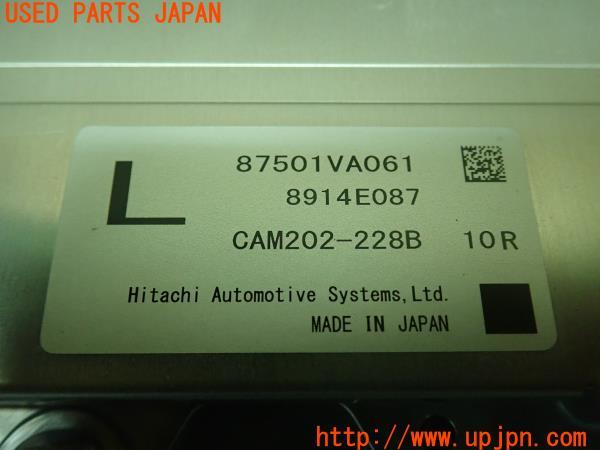 USED PARTS JAPAN
L
87501VA061
8914E087
CAM202-228B 10R
Hitachi Automotive Systems,Ltd.
MADE IN JAPAN
http://www.upjpn.com